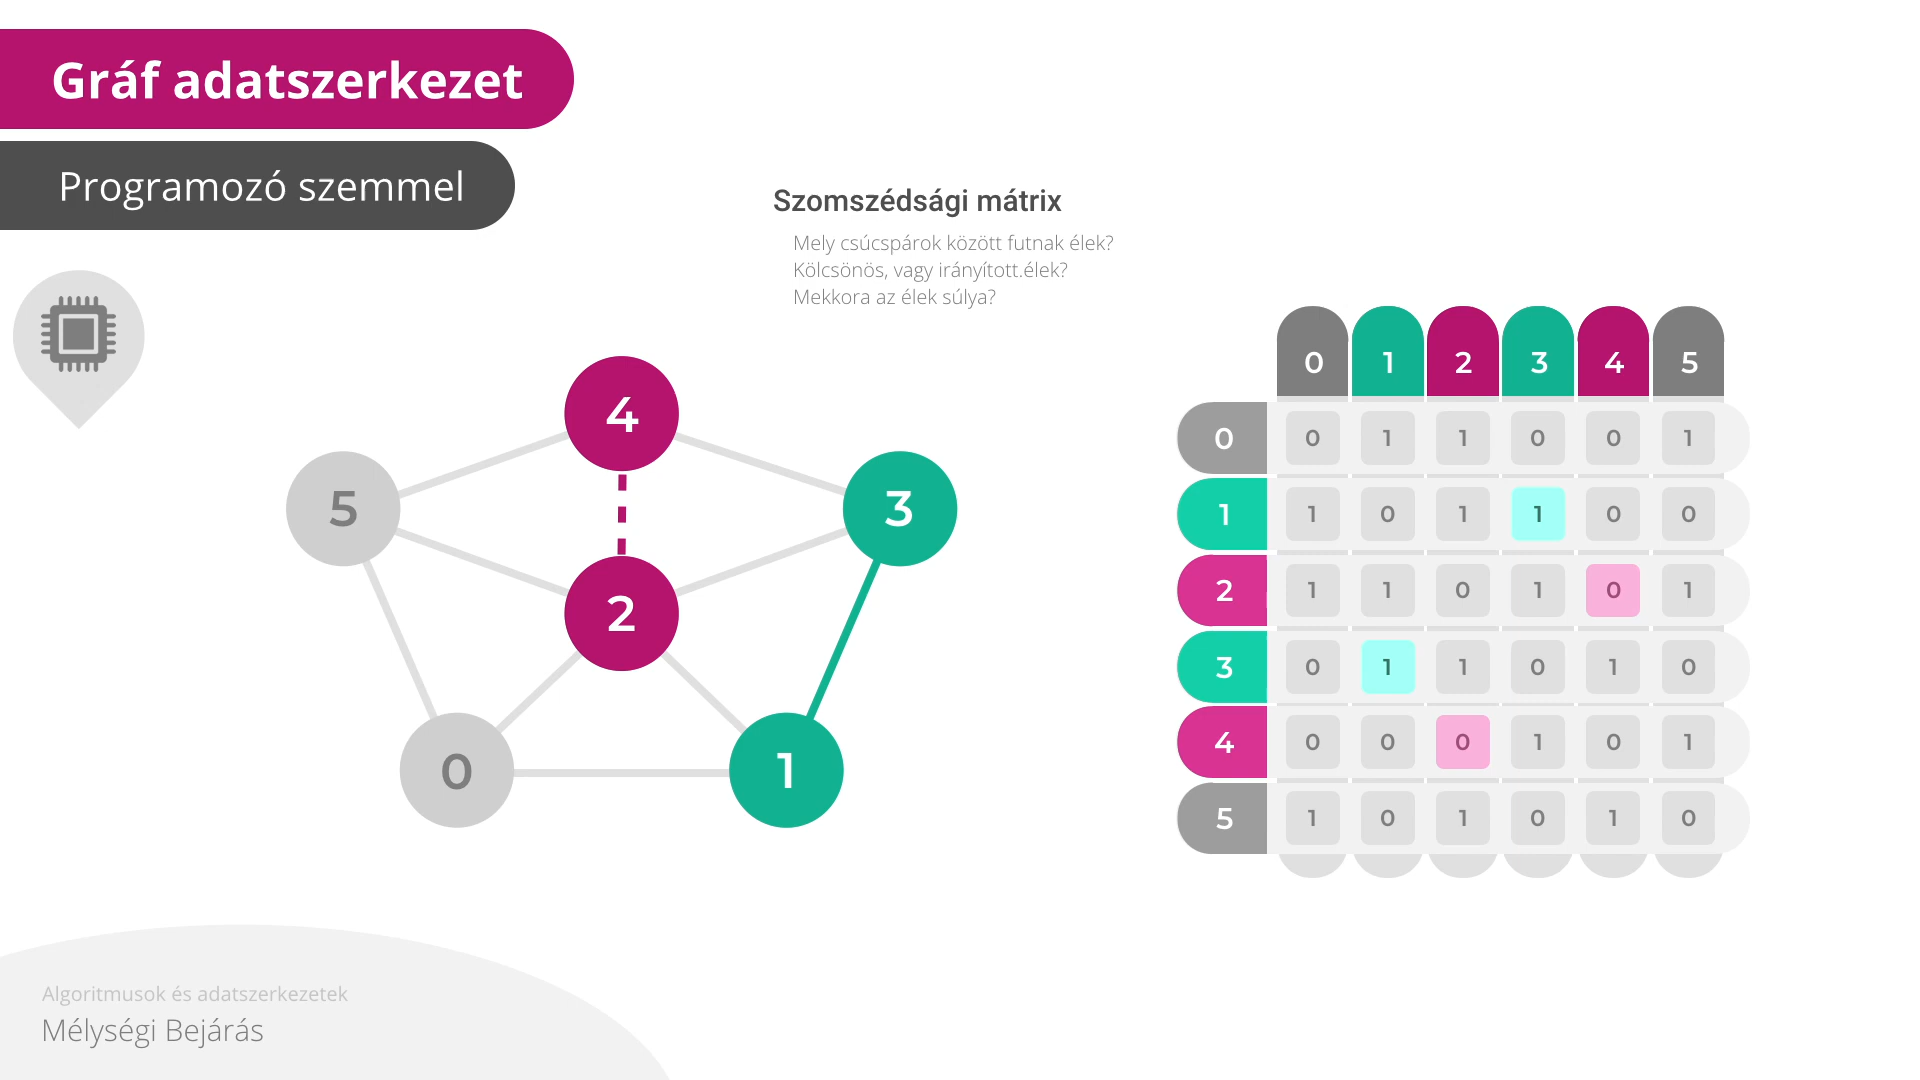 Gráf adatszerkezet
Programozó szemmel
Szomszédsági mátrix
Mely csúcspárok között futnak élek?
Kölcsönös, vagy irányított.élek?
Mekkora az élek súlya?
4
5
3
2
0
1
0 1 2 3 4 5
0 0 1 1 0 0 1
1 1 0 1 1 0 0
2 1 1 0 1 0 1
3 0 1 1 0 1 0
4 0 0 0 1 0 1
5 1 0 1 0 1 0
Algoritmusok és adatszerkezetek
Mélységi Bejárás